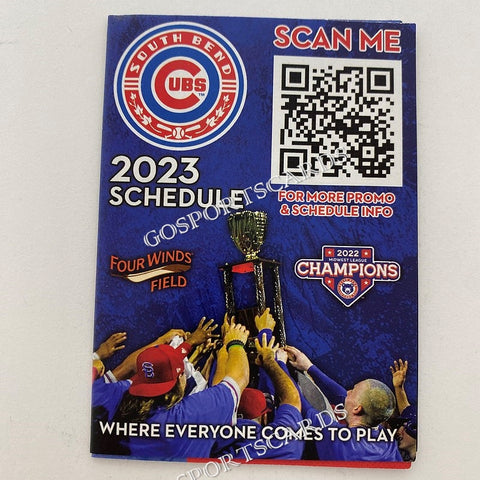 SOUTH BEND
CUBS
TM
SCAN ME
2023
SCHEDULE
FOR MORE PROMO
& SCHEDULE INFO
FOUR WINDS
FIELD
2022
MIDWEST LEAGUE
CHAMPIONS
WHERE EVERYONE COMES TO PLAY
GOSPORTSCARDS
GOSPORTSCARDS